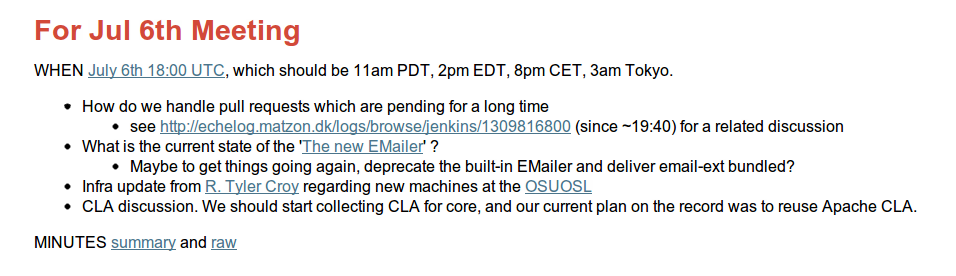 For Jul 6th Meeting
WHEN July 6th 18:00 UTC, which should be 11am PDT, 2pm EDT, 8pm CET, 3am Tokyo.
• How do we handle pull requests which are pending for a long time
• see http://echelog.matzon.dk/logs/browse/jenkins/1309816800 (since ~19:40) for a related discussion
• What is the current state of the 'The new EMailer' ?
• Maybe to get things going again, deprecate the built-in EMailer and deliver email-ext bundled?
• Infra update from R. Tyler Croy regarding new machines at the OSUOSL
• CLA discussion. We should start collecting CLA for core, and our current plan on the record was to reuse Apache CLA.
MINUTES summary and raw